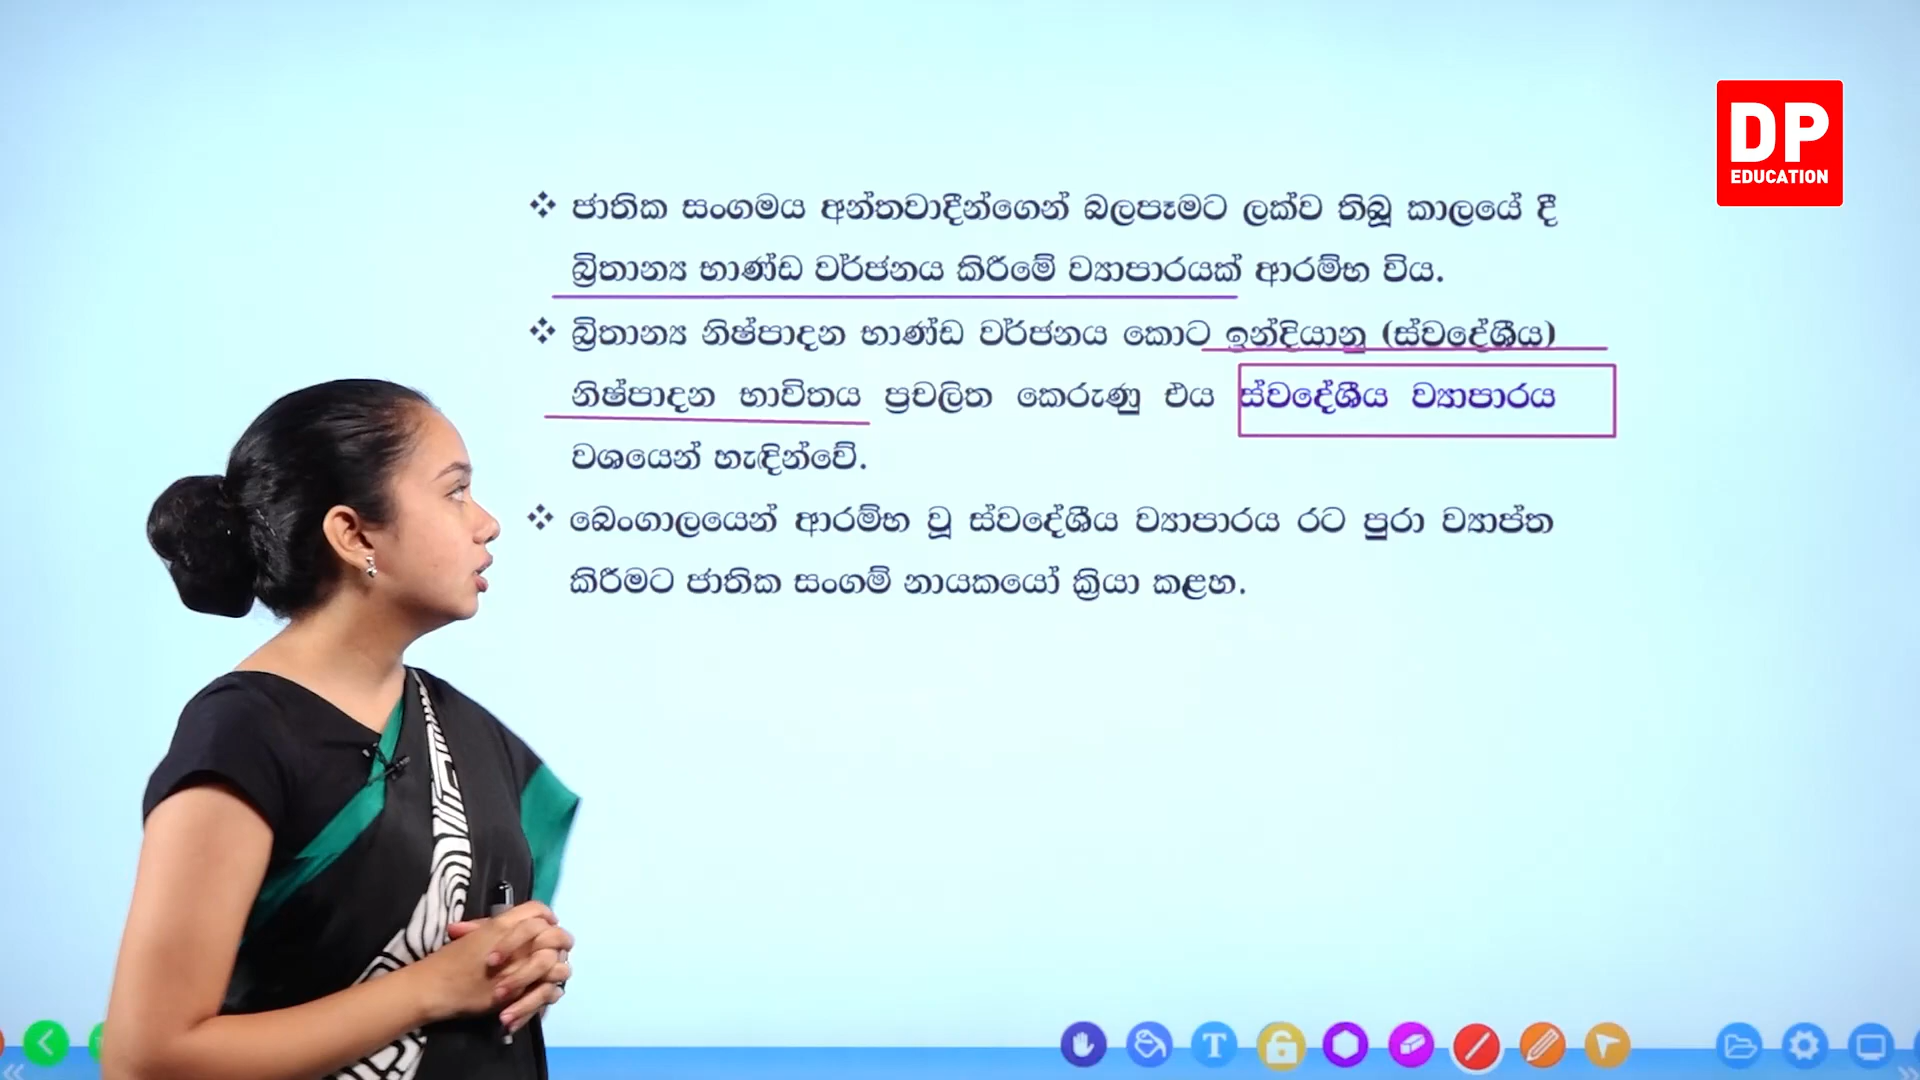 DP
EDUCATION
❖ ජාතික සංගමය අන්තවාදීන්ගෙන් බලපෑමට ලක්ව තිබූ කාලයේ දී
බ්‍රිතාන්‍ය භාණ්ඩ වර්ජනය කිරීමේ ව්‍යාපාරයක් ආරම්භ විය.
❖ බ්‍රිතාන්‍ය නිෂ්පාදන භාණ්ඩ වර්ජනය කොට ඉන්දියානු (ස්වදේශීය)
නිෂ්පාදන භාවිතය ප්‍රචලිත කෙරුණු එය ස්වදේශීය ව්‍යාපාරය
වශයෙන් හැඳින්වේ.
❖ බෙංගාලයෙන් ආරම්භ වූ ස්වදේශීය ව්‍යාපාරය රට පුරා ව්‍යාප්ත
කිරීමට ජාතික සංගම් නායකයෝ ක්‍රියා කළහ.